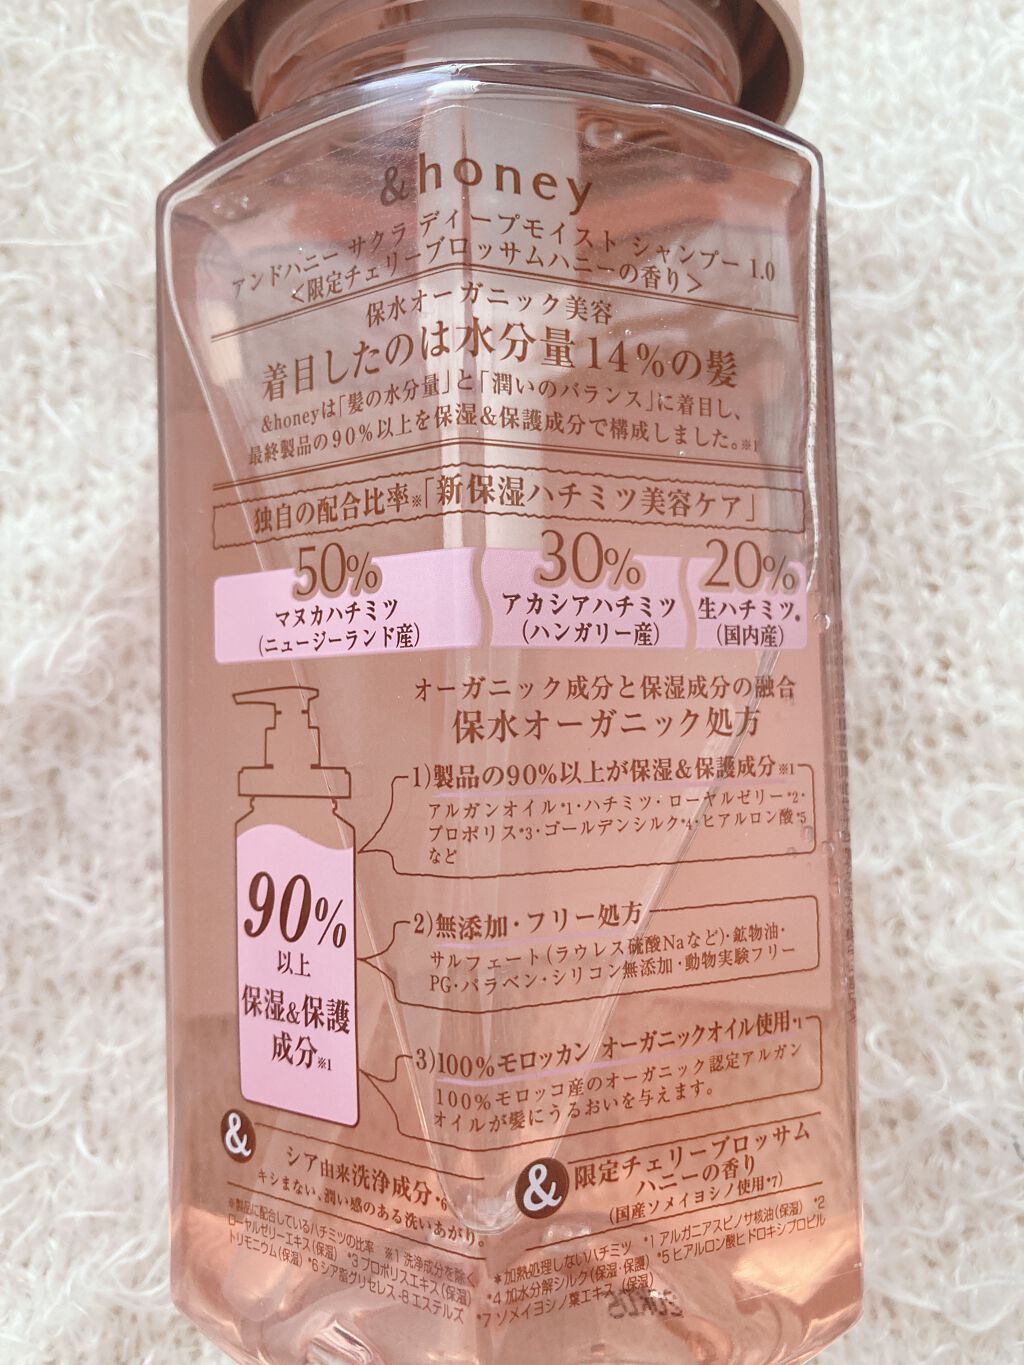 &honey
アンドハニー サクラ ディープモイスト シャンプー 1.0
<限定チェリーブロッサムハニーの香り>
保水オーガニック美容
着目したのは水分量14%の髪
&honeyは「髪の水分量」と「潤いのバランス」に着目し、
最終製品の90%以上を保湿&保護成分で構成しました。※1
独自の配合比率※「新保湿ハチミツ美容ケア」
50% 30% 20%
マヌカハチミツ アカシアハチミツ 生ハチミツ*
(ニュージーランド産) (ハンガリー産) (国内産)
オーガニック成分と保湿成分の融合
保水オーガニック処方
1)製品の90%以上が保湿&保護成分※1
アルガンオイル*1・ハチミツ・ローヤルゼリー*2・
プロポリス*3・ゴールデンシルク*4・ヒアルロン酸*5
など
90%
以上
保湿&保護
成分※1
2)無添加・フリー処方
サルフェート(ラウレス硫酸Naなど)・鉱物油・
PG・パラベン・シリコン無添加・動物実験フリー
3)100%モロッカン オーガニックオイル使用*1
100%モロッコ産のオーガニック認定アルガン
オイルが髪にうるおいを与えます。
&
シア由来洗浄成分*6
キシまない、潤い感のある洗いあがり。
&
限定チェリーブロッサム
ハニーの香り
(国産ソメイヨシノ使用*7)
※製品に配合しているハチミツの比率 ※1 洗浄成分を除く
*加熱処理しないハチミツ *1 アルガニアスピノサ核油(保湿) *2
ローヤルゼリーエキス(保湿) *3 プロポリスエキス(保湿)
*4 加水分解シルク(保湿・保護) *5 ヒアルロン酸ヒドロキシプロピル
トリモニウム(保湿) *6 シア脂グリセレス-8 エステルズ
*7 ソメイヨシノ葉エキス(保湿)